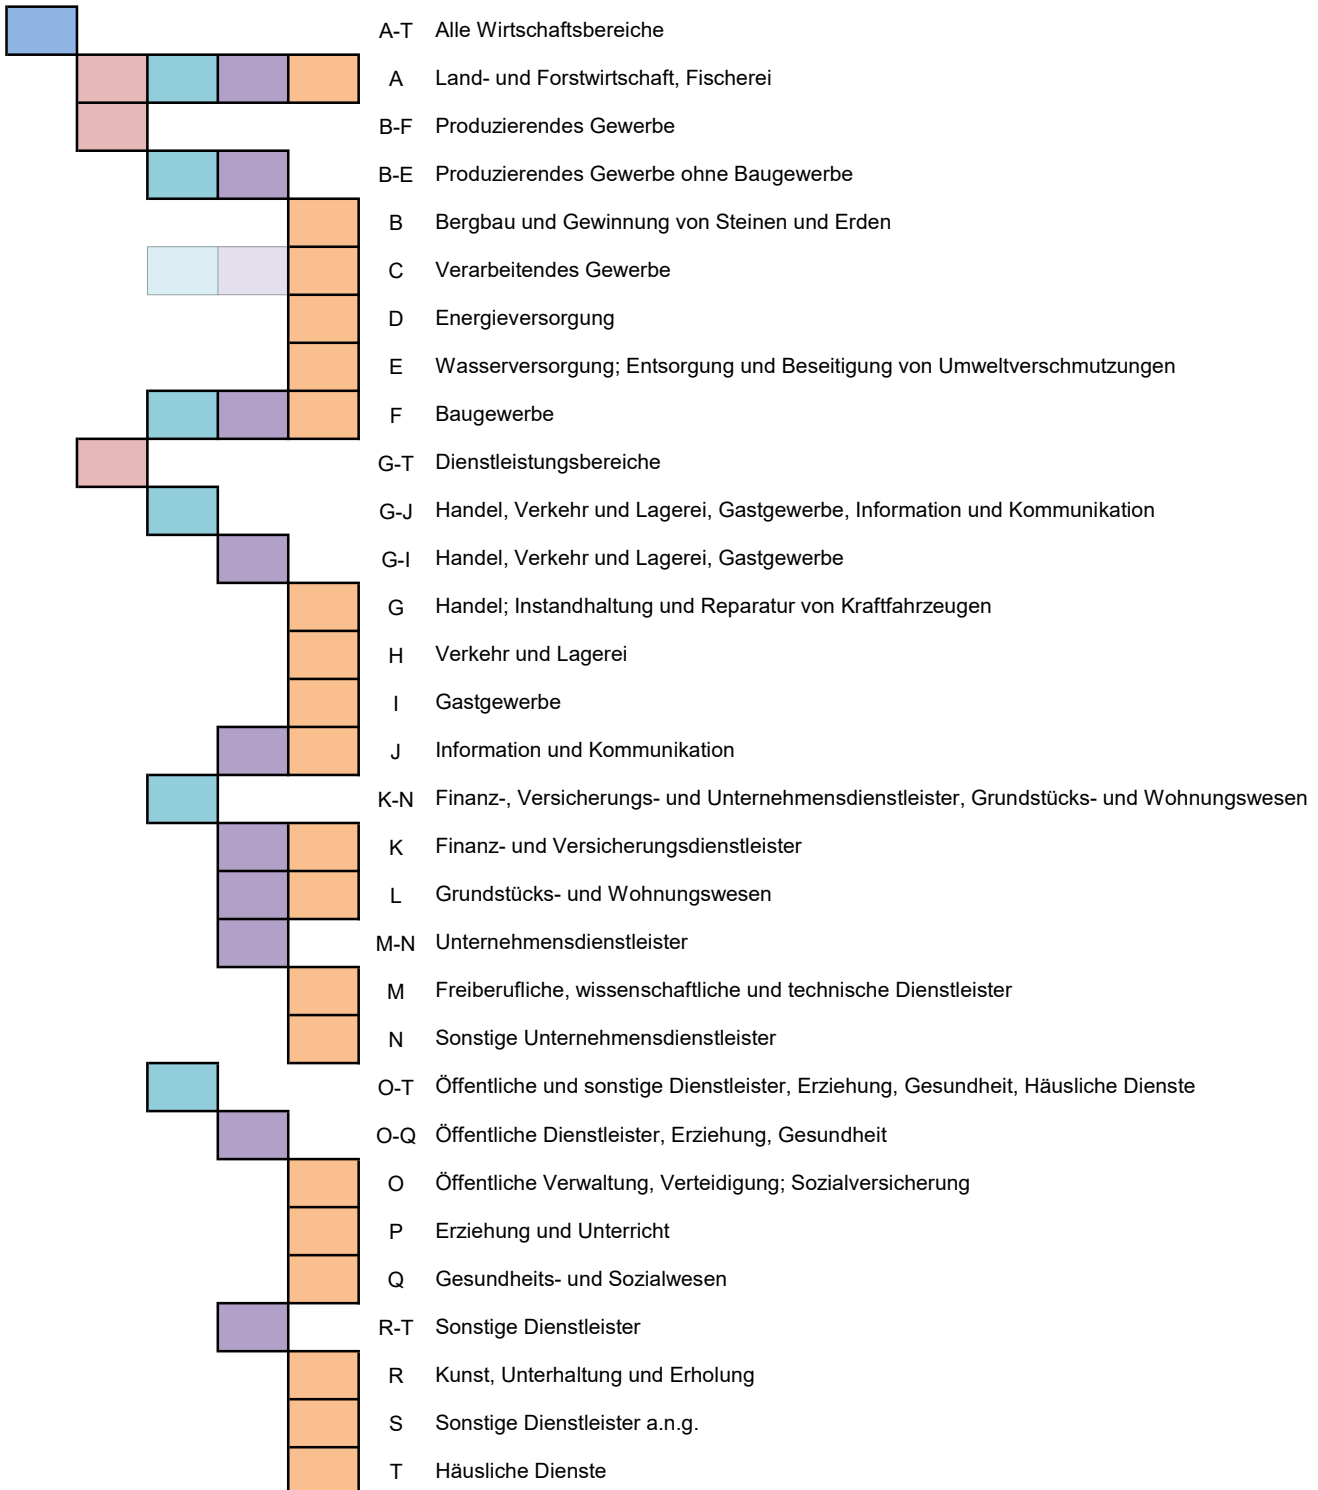 A-T Alle Wirtschaftsbereiche
A Land- und Forstwirtschaft, Fischerei
B-F Produzierendes Gewerbe
B-E Produzierendes Gewerbe ohne Baugewerbe
B Bergbau und Gewinnung von Steinen und Erden
C Verarbeitendes Gewerbe
D Energieversorgung
E Wasserversorgung; Entsorgung und Beseitigung von Umweltverschmutzungen
F Baugewerbe
G-T Dienstleistungsbereiche
G-J Handel, Verkehr und Lagerei, Gastgewerbe, Information und Kommunikation
G-I Handel, Verkehr und Lagerei, Gastgewerbe
G Handel; Instandhaltung und Reparatur von Kraftfahrzeugen
H Verkehr und Lagerei
I Gastgewerbe
J Information und Kommunikation
K-N Finanz-, Versicherungs- und Unternehmensdienstleister, Grundstücks- und Wohnungswesen
K Finanz- und Versicherungsdienstleister
L Grundstücks- und Wohnungswesen
M-N Unternehmensdienstleister
M Freiberufliche, wissenschaftliche und technische Dienstleister
N Sonstige Unternehmensdienstleister
O-T Öffentliche und sonstige Dienstleister, Erziehung, Gesundheit, Häusliche Dienste
O-Q Öffentliche Dienstleister, Erziehung, Gesundheit
O Öffentliche Verwaltung, Verteidigung; Sozialversicherung
P Erziehung und Unterricht
Q Gesundheits- und Sozialwesen
R-T Sonstige Dienstleister
R Kunst, Unterhaltung und Erholung
S Sonstige Dienstleister a.n.g.
T Häusliche Dienste